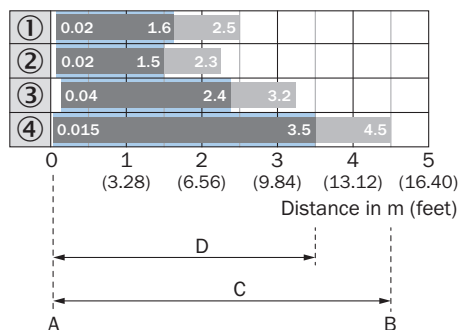 ① 0.02 1.6 2.5
② 0.02 1.5 2.3
③ 0.04 2.4 3.2
④ 0.015 3.5 4.5
0 1 2 3 4 5
(3.28) (6.56) (9.84) (13.12) (16.40)
Distance in m (feet)
D
C
A B